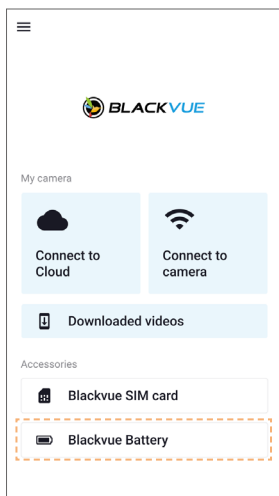 BLACKVUE
My camera
Connect to
Cloud
Connect to
camera
Downloaded videos
Accessories
Blackvue SIM card
Blackvue Battery